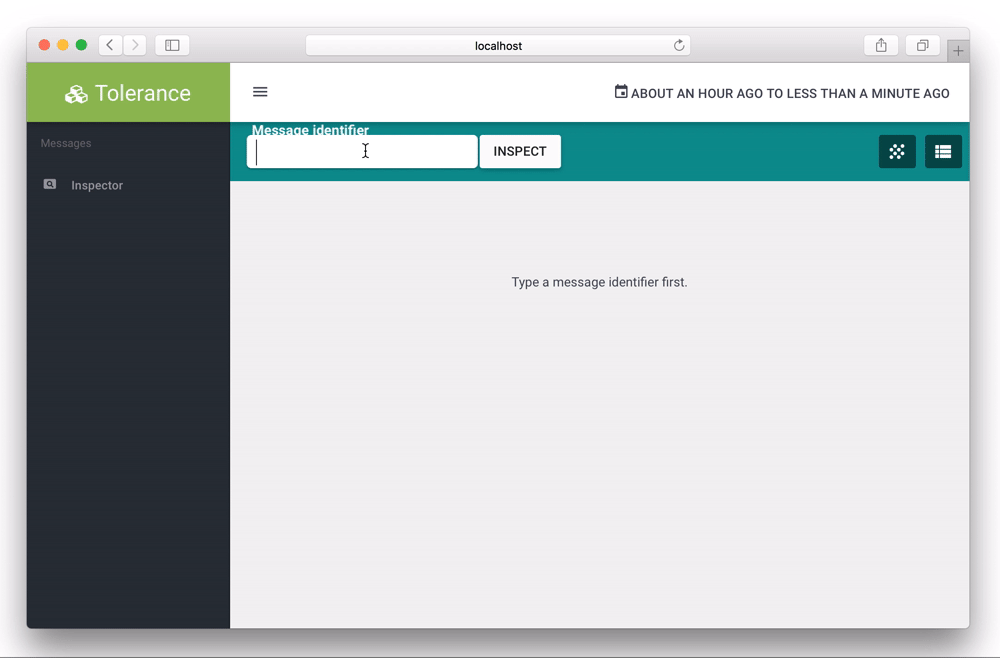 localhost
Tolerance
ABOUT AN HOUR AGO TO LESS THAN A MINUTE AGO
Messages
Inspector
Message identifier
INSPECT
Type a message identifier first.